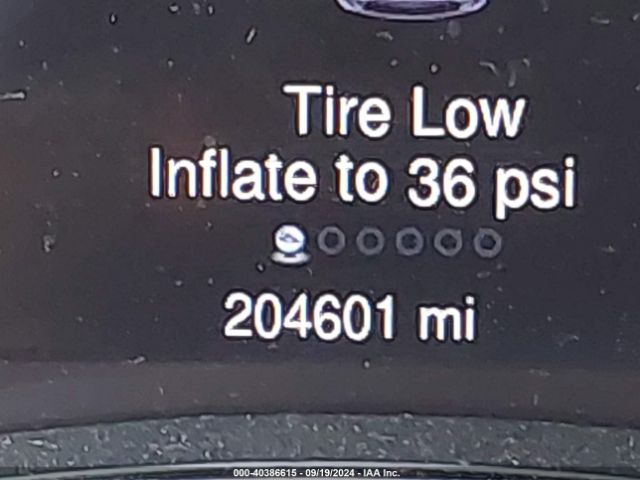 Tire Low
Inflate to 36 psi
204601 mi
000-40386615 - 09/19/2024 - IAA Inc.